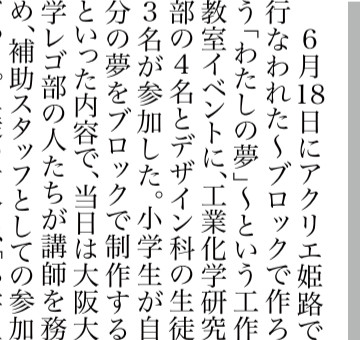 ６月18日にアクリエ姫路で
行なわれた～ブロックで作ろ
う「わたしの夢」～という工作
教室イベントに、工業化学研究
部の４名とデザイン科の生徒
３名が参加した。小学生が自
分の夢をブロックで制作する
といった内容で、当日は大阪大
学レゴ部の人たちが講師を務
め、補助スタッフとしての参加